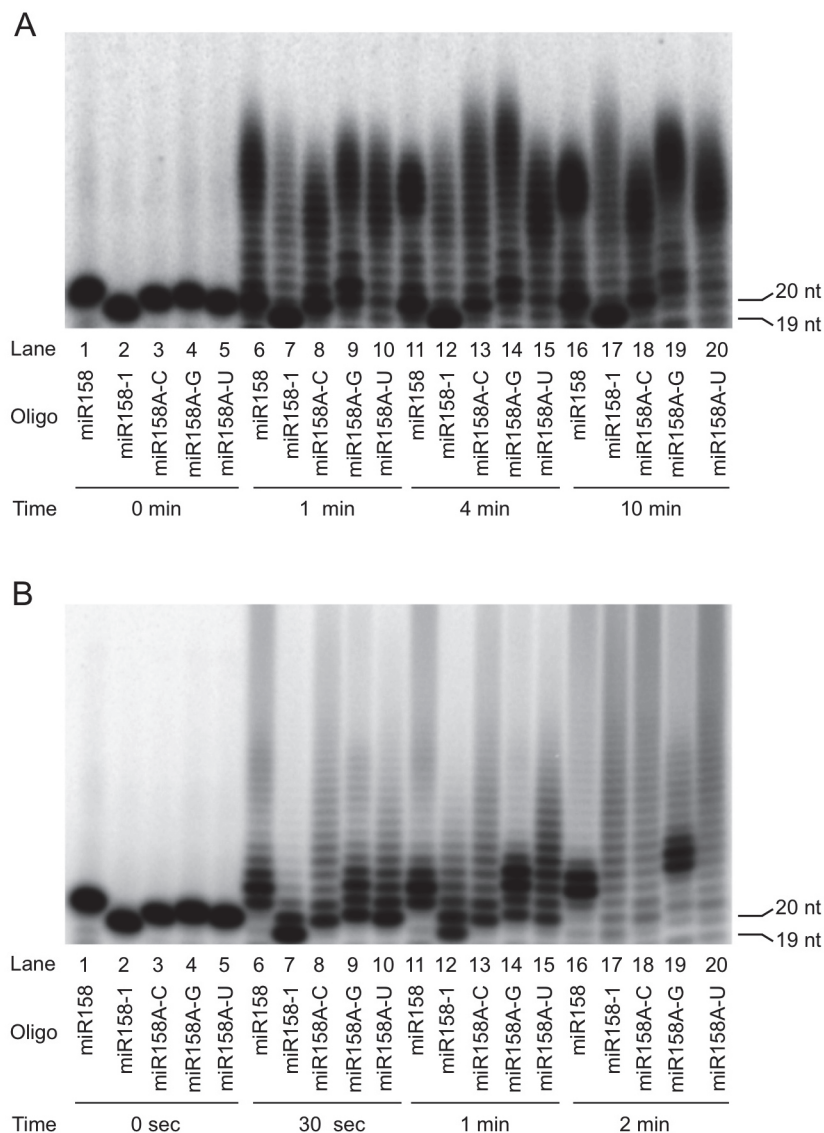 A
20 nt
19 nt
Lane 1 2 3 4 5 6 7 8 9 10 11 12 13 14 15 16 17 18 19 20
Oligo miR158 miR158-1 miR158A-C miR158A-G miR158A-U miR158 miR158-1 miR158A-C miR158A-G miR158A-U miR158 miR158-1 miR158A-C miR158A-G miR158A-U miR158 miR158-1 miR158A-C miR158A-G miR158A-U
Time 0 min 1 min 4 min 10 min
B
20 nt
19 nt
Lane 1 2 3 4 5 6 7 8 9 10 11 12 13 14 15 16 17 18 19 20
Oligo miR158 miR158-1 miR158A-C miR158A-G miR158A-U miR158 miR158-1 miR158A-C miR158A-G miR158A-U miR158 miR158-1 miR158A-C miR158A-G miR158A-U miR158 miR158-1 miR158A-C miR158A-G miR158A-U
Time 0 sec 30 sec 1 min 2 min